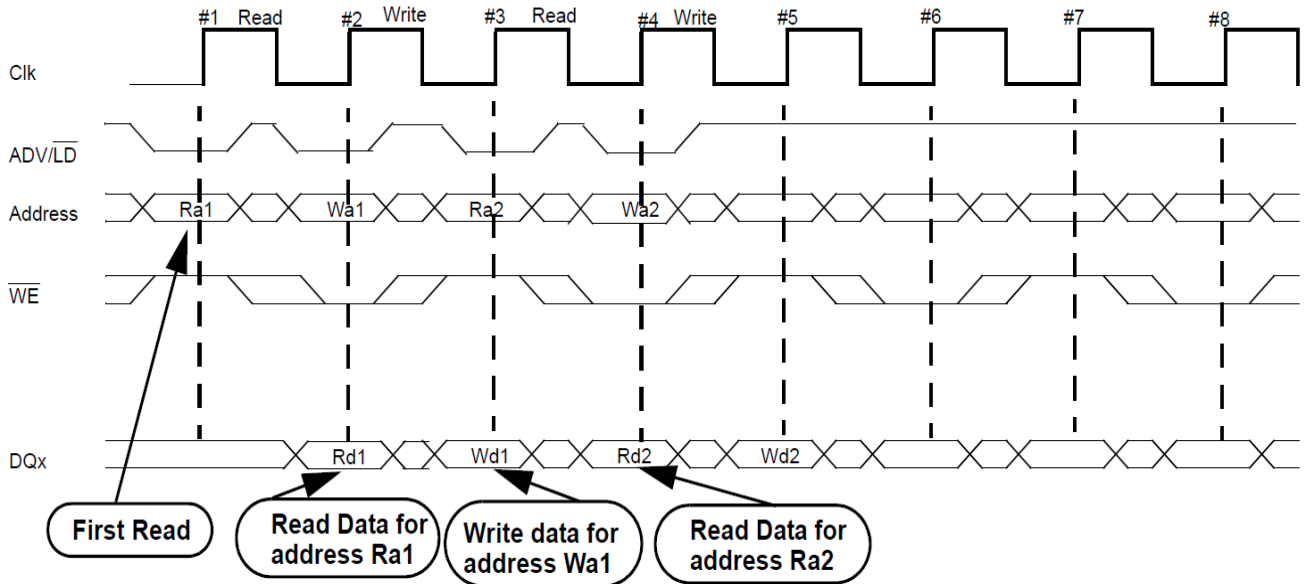 #1 Read #2 Write #3 Read #4 Write #5 #6 #7 #8
Clk
ADV/LD
Address Ra1 Wa1 Ra2 Wa2
WE
DQx Rd1 Wd1 Rd2 Wd2
First Read
Read Data for
address Ra1
Write data for
address Wa1
Read Data for
address Ra2